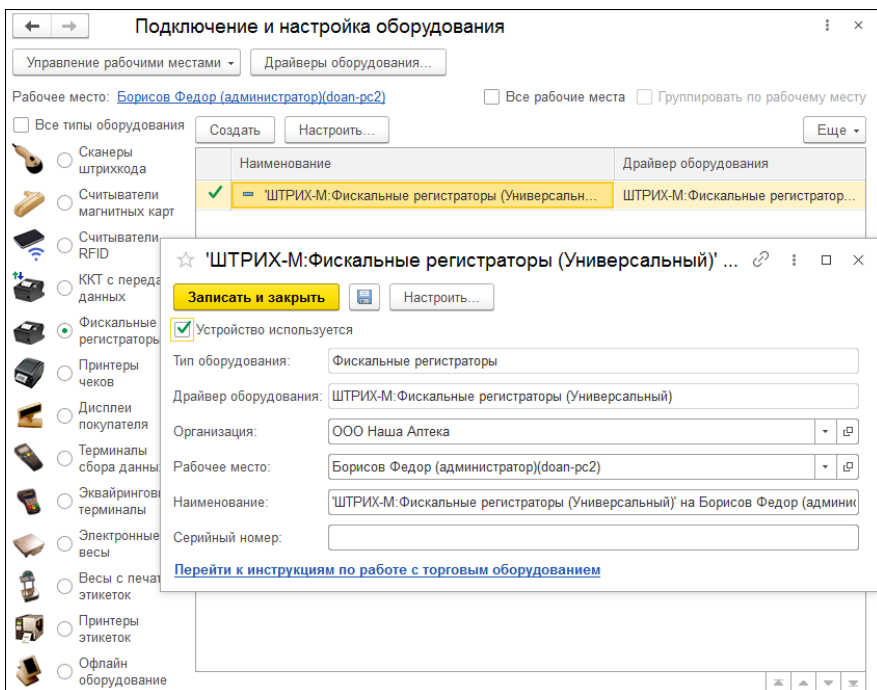 Подключение и настройка оборудования
Управление рабочими местами
Драйверы оборудования...
Рабочее место: Борисов Федор (администратор)(doan-pc2)
Все рабочие места
Группировать по рабочему месту
Все типы оборудования
Создать
Настроить...
Еще
Наименование
Драйвер оборудования
'ШТРИХ-М:Фискальные регистраторы (Универсальн...
ШТРИХ-М:Фискальные регистратор...
Сканеры
штрихкода
Считыватели
магнитных карт
Считыватели
RFID
ККТ с переда
данных
Фискальные
регистраторы
Принтеры
чеков
Дисплеи
покупателя
Терминалы
сбора данны
Эквайрингов
терминалы
Электронные
весы
Весы с печат
этикеток
Принтеры
этикеток
Офлайн
оборудование
'ШТРИХ-М:Фискальные регистраторы (Универсальный)' ...
Записать и закрыть
Настроить...
Устройство используется
Тип оборудования: Фискальные регистраторы
Драйвер оборудования: ШТРИХ-М:Фискальные регистраторы (Универсальный)
Организация: ООО Наша Аптека
Рабочее место: Борисов Федор (администратор)(doan-pc2)
Наименование: 'ШТРИХ-М:Фискальные регистраторы (Универсальный)' на Борисов Федор (админис
Серийный номер:
Перейти к инструкциям по работе с торговым оборудованием